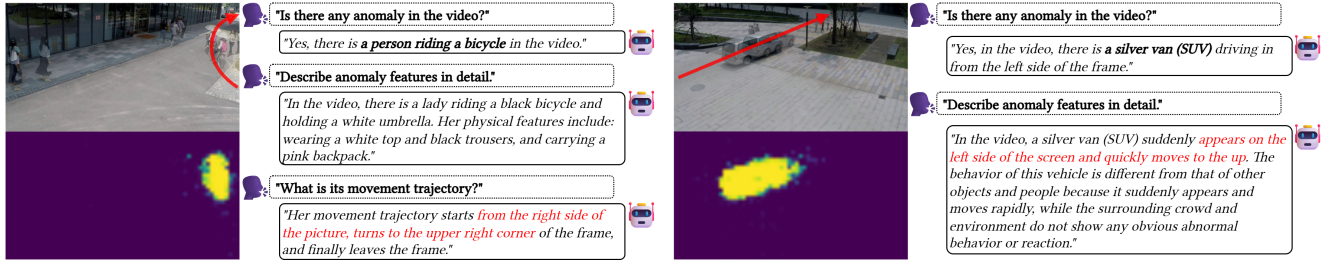 "Is there any anomaly in the video?"
"Yes, there is a person riding a bicycle in the video."
"Describe anomaly features in detail."
"In the video, there is a lady riding a black bicycle and
holding a white umbrella. Her physical features include:
wearing a white top and black trousers, and carrying a
pink backpack."
"What is its movement trajectory?"
"Her movement trajectory starts from the right side of
the picture, turns to the upper right corner of the frame,
and finally leaves the frame."
"Is there any anomaly in the video?"
"Yes, in the video, there is a silver van (SUV) driving in
from the left side of the frame."
"Describe anomaly features in detail."
"In the video, a silver van (SUV) suddenly appears on the
left side of the screen and quickly moves to the up. The
behavior of this vehicle is different from that of other
objects and people because it suddenly appears and
moves rapidly, while the surrounding crowd and
environment do not show any obvious abnormal
behavior or reaction."